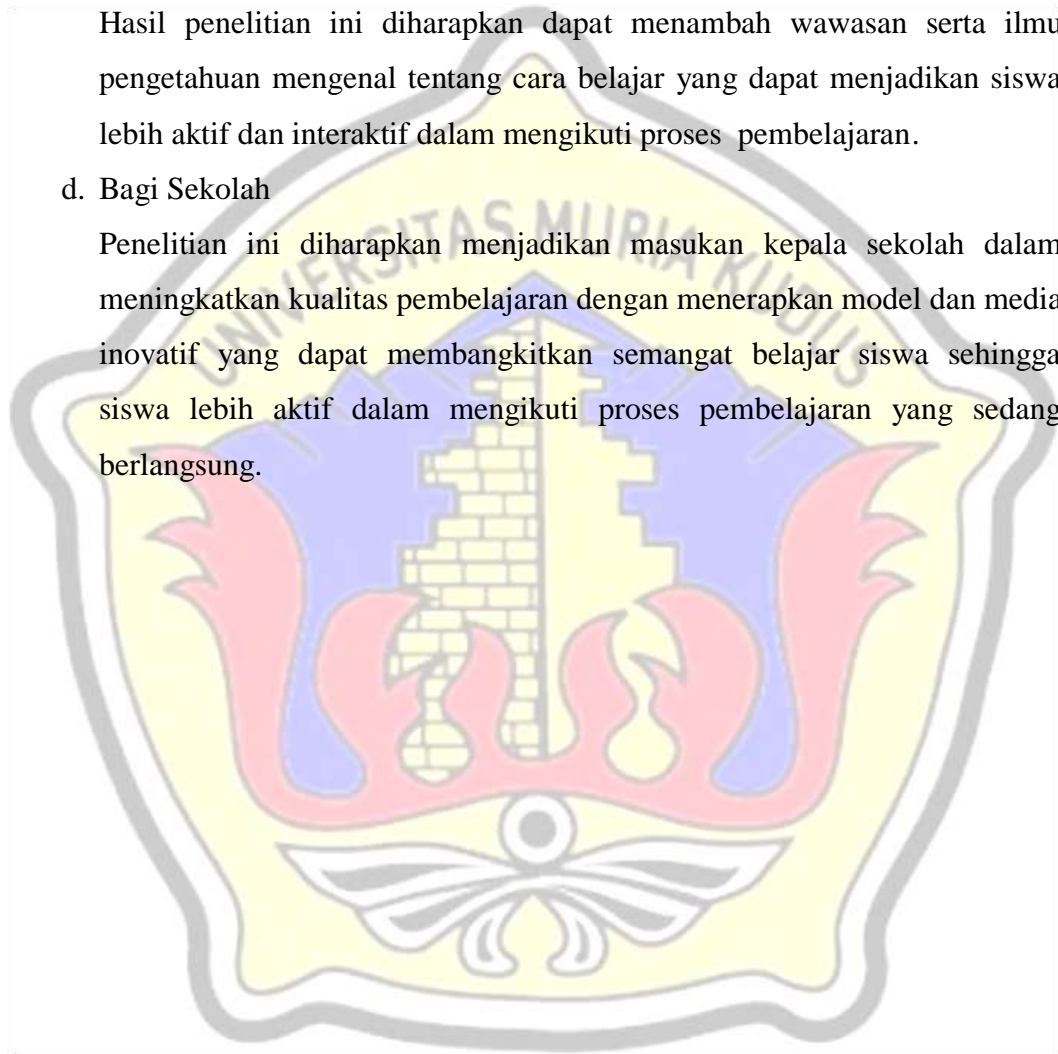 Hasil penelitian ini diharapkan dapat menambah wawasan serta ilmu
pengetahuan mengenal tentang cara belajar yang dapat menjadikan siswa
lebih aktif dan interaktif dalam mengikuti proses pembelajaran.
d. Bagi Sekolah
Penelitian ini diharapkan menjadikan masukan kepala sekolah dalam
meningkatkan kualitas pembelajaran dengan menerapkan model dan media
inovatif yang dapat membangkitkan semangat belajar siswa sehingga
siswa lebih aktif dalam mengikuti proses pembelajaran yang sedang
berlangsung.
UNIVERSITAS MURIA KUDUS